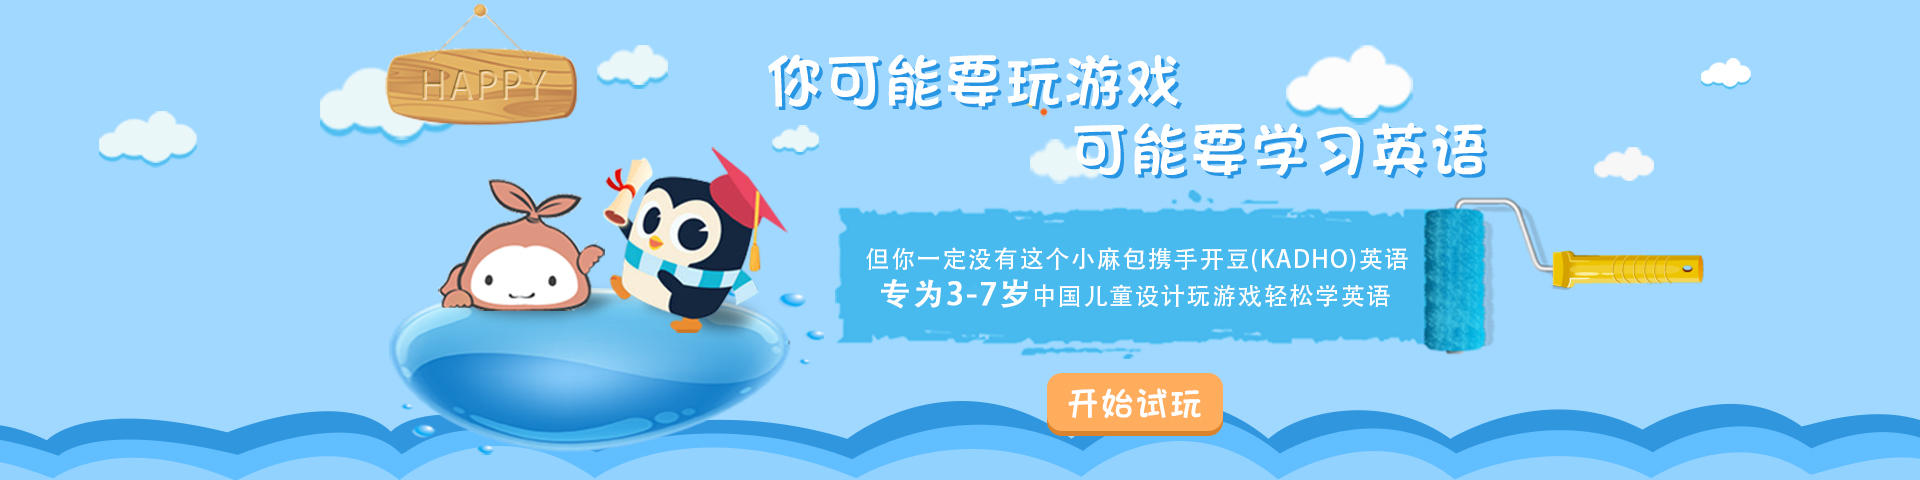 HAPPY
你可能要玩游戏
可能要学习英语
但你一定没有这个小麻包携手开豆(KADHO)英语
专为3-7岁中国儿童设计玩游戏轻松学英语
开始试玩